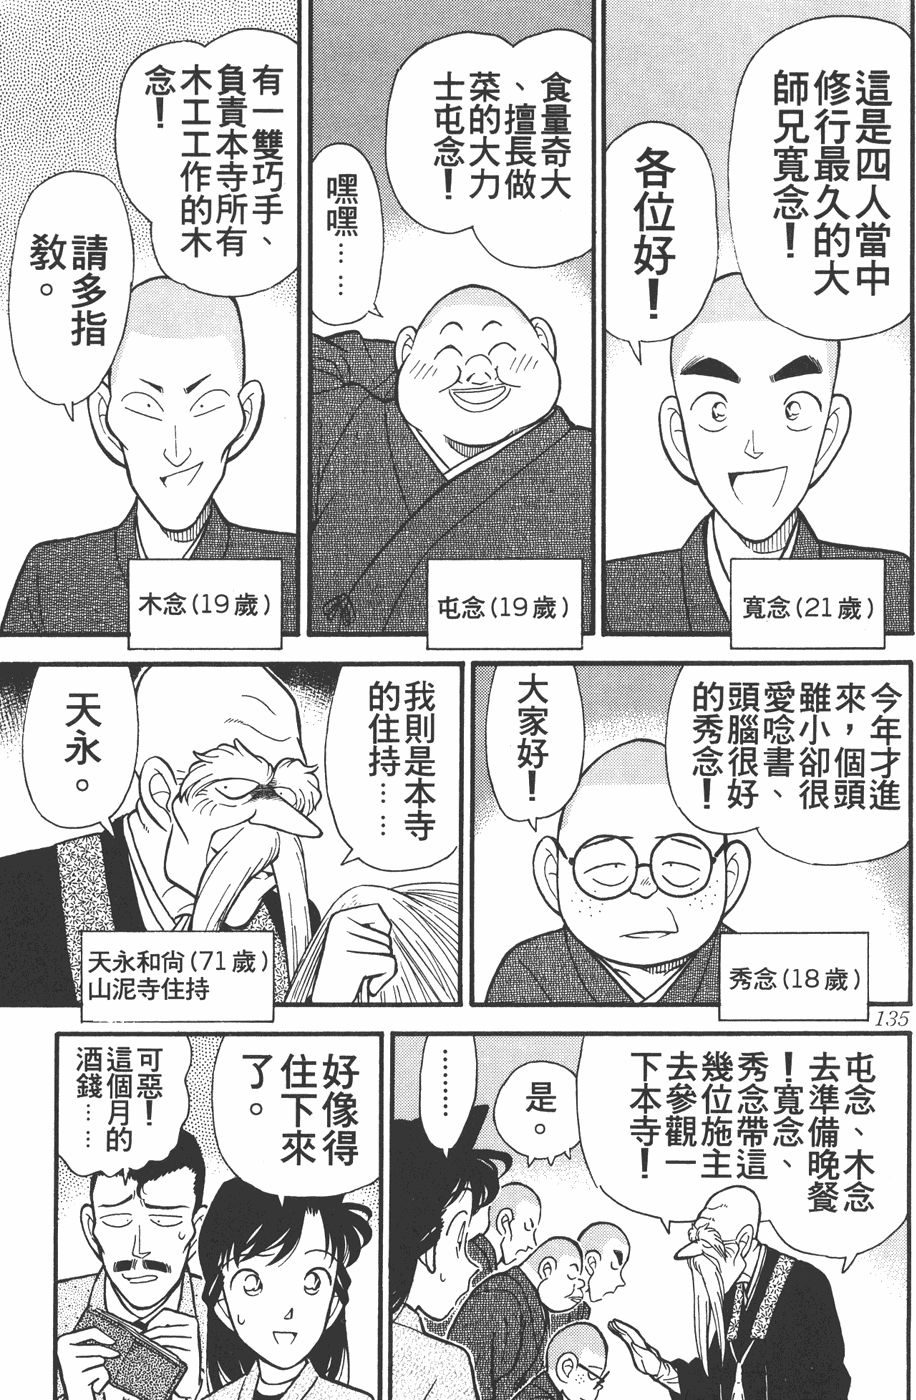 這是四人當中
修行最久的大
師兄寬念！
各位好！
寬念(21歲)
食量奇大
、擅長做
菜的大力
士屯念！
嘿嘿……
屯念(19歲)
有一雙巧手、
負責本寺所有
木工工作的木
念！
請多指
教。
木念(19歲)
今年才進
來，個頭
雖小卻很
愛唸書、
頭腦很好
的秀念！
大家好！
秀念(18歲)
我則是本寺
的住持……
天永。
天永和尚(71歲)
山泥寺住持
135
屯念、木念
去準備晚餐
！寬念、
秀念帶這
幾位施主
去參觀一
下本寺！
是。
………
好像得
住下來
了。
可惡！
這個月的
酒錢……